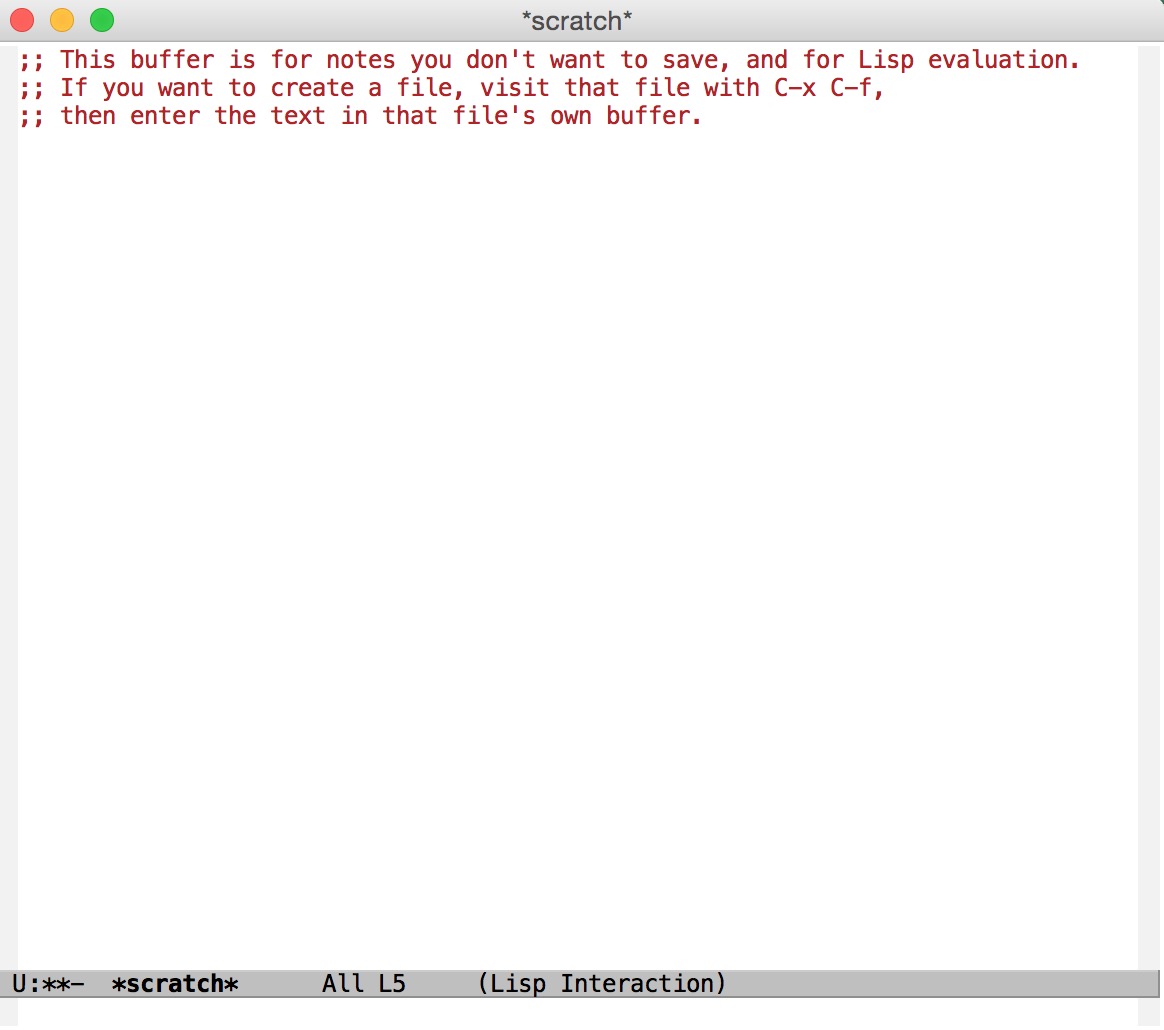 *scratch*
;; This buffer is for notes you don't want to save, and for Lisp evaluation.
;; If you want to create a file, visit that file with C-x C-f,
;; then enter the text in that file's own buffer.
U:**-  *scratch*      All L5     (Lisp Interaction)